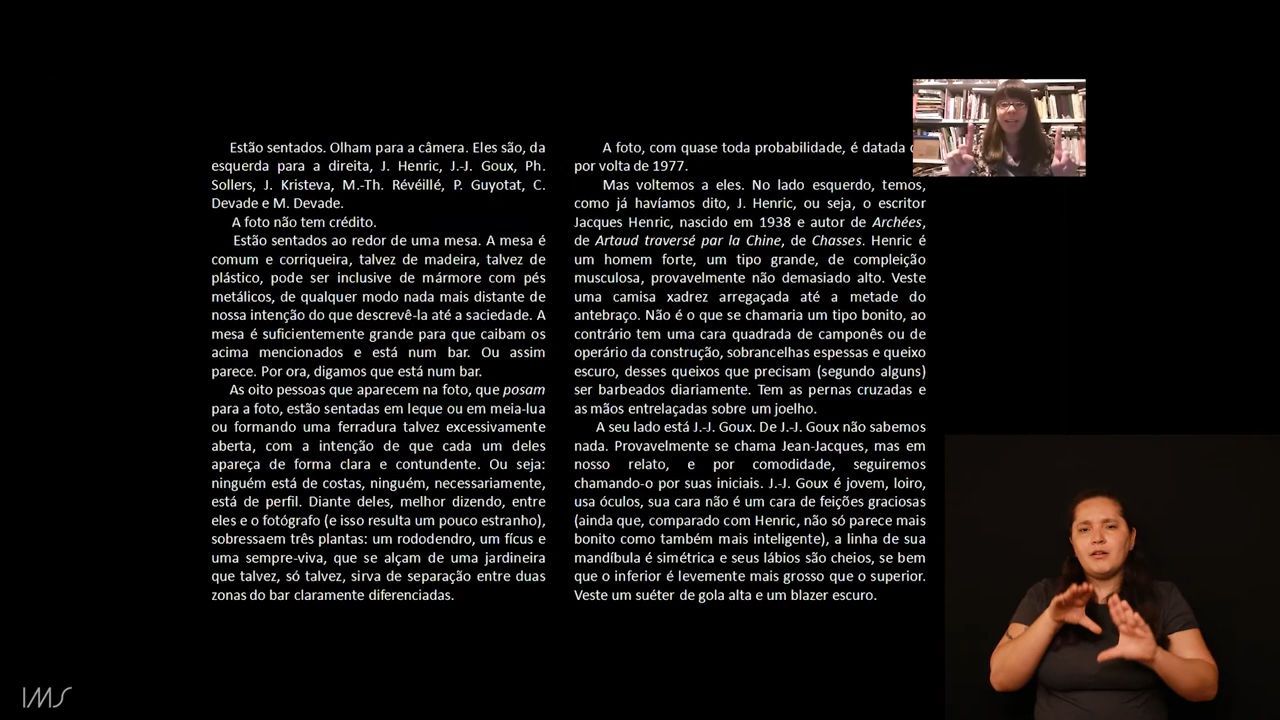 Estão sentados. Olham para a câmera. Eles são, da
esquerda para a direita, J. Henric, J.-J. Goux, Ph.
Sollers, J. Kristeva, M.-Th. Révéillé, P. Guyotat, C.
Devade e M. Devade.
A foto não tem crédito.
Estão sentados ao redor de uma mesa. A mesa é
comum e corriqueira, talvez de madeira, talvez de
plástico, pode ser inclusive de mármore com pés
metálicos, de qualquer modo nada mais distante de
nossa intenção do que descrevê-la até a saciedade. A
mesa é suficientemente grande para que caibam os
acima mencionados e está num bar. Ou assim
parece. Por ora, digamos que está num bar.
As oito pessoas que aparecem na foto, que posam
para a foto, estão sentadas em leque ou em meia-lua
ou formando uma ferradura talvez excessivamente
aberta, com a intenção de que cada um deles
apareça de forma clara e contundente. Ou seja:
ninguém está de costas, ninguém, necessariamente,
está de perfil. Diante deles, melhor dizendo, entre
eles e o fotógrafo (e isso resulta um pouco estranho),
sobressaem três plantas: um rododendro, um fícus e
uma sempre-viva, que se alçam de uma jardineira
que talvez, só talvez, sirva de separação entre duas
zonas do bar claramente diferenciadas.
A foto, com quase toda probabilidade, é datada
por volta de 1977.
Mas voltemos a eles. No lado esquerdo, temos,
como já havíamos dito, J. Henric, ou seja, o escritor
Jacques Henric, nascido em 1938 e autor de Archées,
de Artaud traversé par la Chine, de Chasses. Henric é
um homem forte, um tipo grande, de compleição
musculosa, provavelmente não demasiado alto. Veste
uma camisa xadrez arregaçada até a metade do
antebraço. Não é o que se chamaria um tipo bonito, ao
contrário tem uma cara quadrada de camponês ou de
operário da construção, sobrancelhas espessas e queixo
escuro, desses queixos que precisam (segundo alguns)
ser barbeados diariamente. Tem as pernas cruzadas e
as mãos entrelaçadas sobre um joelho.
A seu lado está J.-J. Goux. De J.-J. Goux não sabemos
nada. Provavelmente se chama Jean-Jacques, mas em
nosso relato, e por comodidade, seguiremos
chamando-o por suas iniciais. J.-J. Goux é jovem, loiro,
usa óculos, sua cara não é um cara de feições graciosas
(ainda que, comparado com Henric, não só parece mais
bonito como também mais inteligente), a linha de sua
mandíbula é simétrica e seus lábios são cheios, se bem
que o inferior é levemente mais grosso que o superior.
Veste um suéter de gola alta e um blazer escuro.
IMS